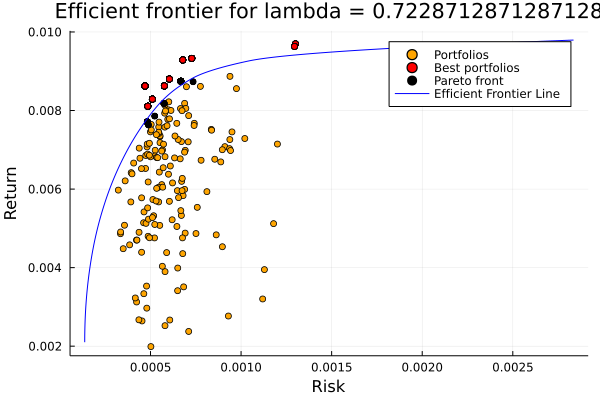 Efficient frontier for lambda = 0.7228712871287128
0.010
0.008
0.006
0.004
0.002
Return
Portfolios
Best portfolios
Pareto front
Efficient Frontier Line
0.0005 0.0010 0.0015 0.0020 0.0025
Risk